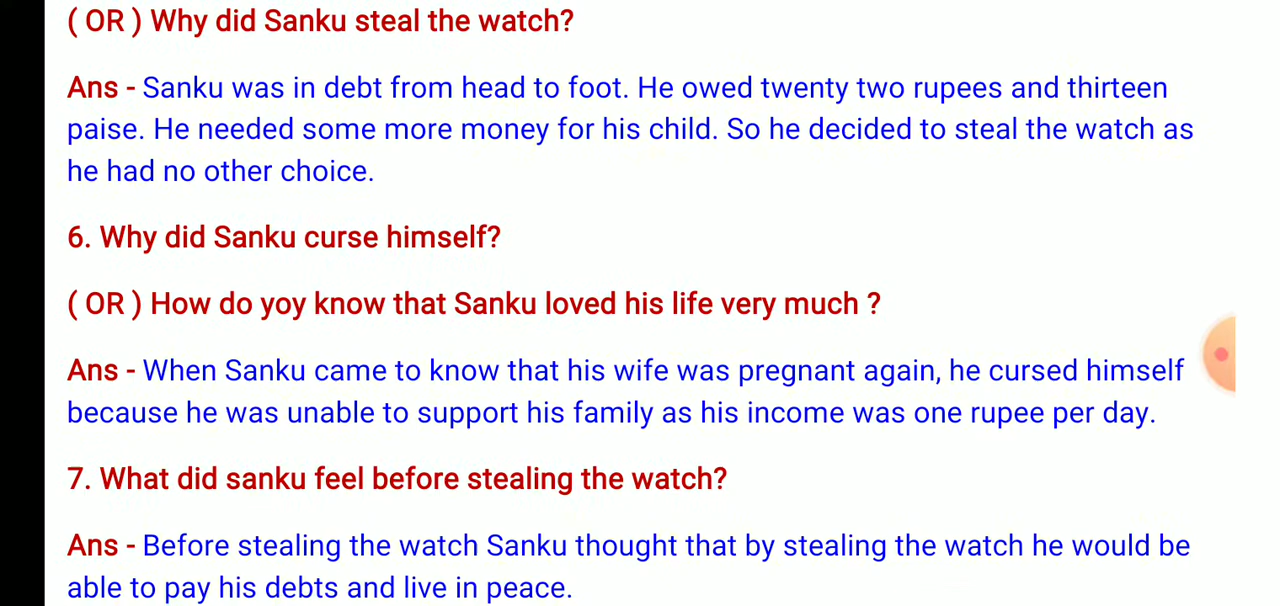 ( OR ) Why did Sanku steal the watch?
Ans - Sanku was in debt from head to foot. He owed twenty two rupees and thirteen
paise. He needed some more money for his child. So he decided to steal the watch as
he had no other choice.
6. Why did Sanku curse himself?
( OR ) How do yoy know that Sanku loved his life very much ?
Ans - When Sanku came to know that his wife was pregnant again, he cursed himself
because he was unable to support his family as his income was one rupee per day.
7. What did sanku feel before stealing the watch?
Ans - Before stealing the watch Sanku thought that by stealing the watch he would be
able to pay his debts and live in peace.